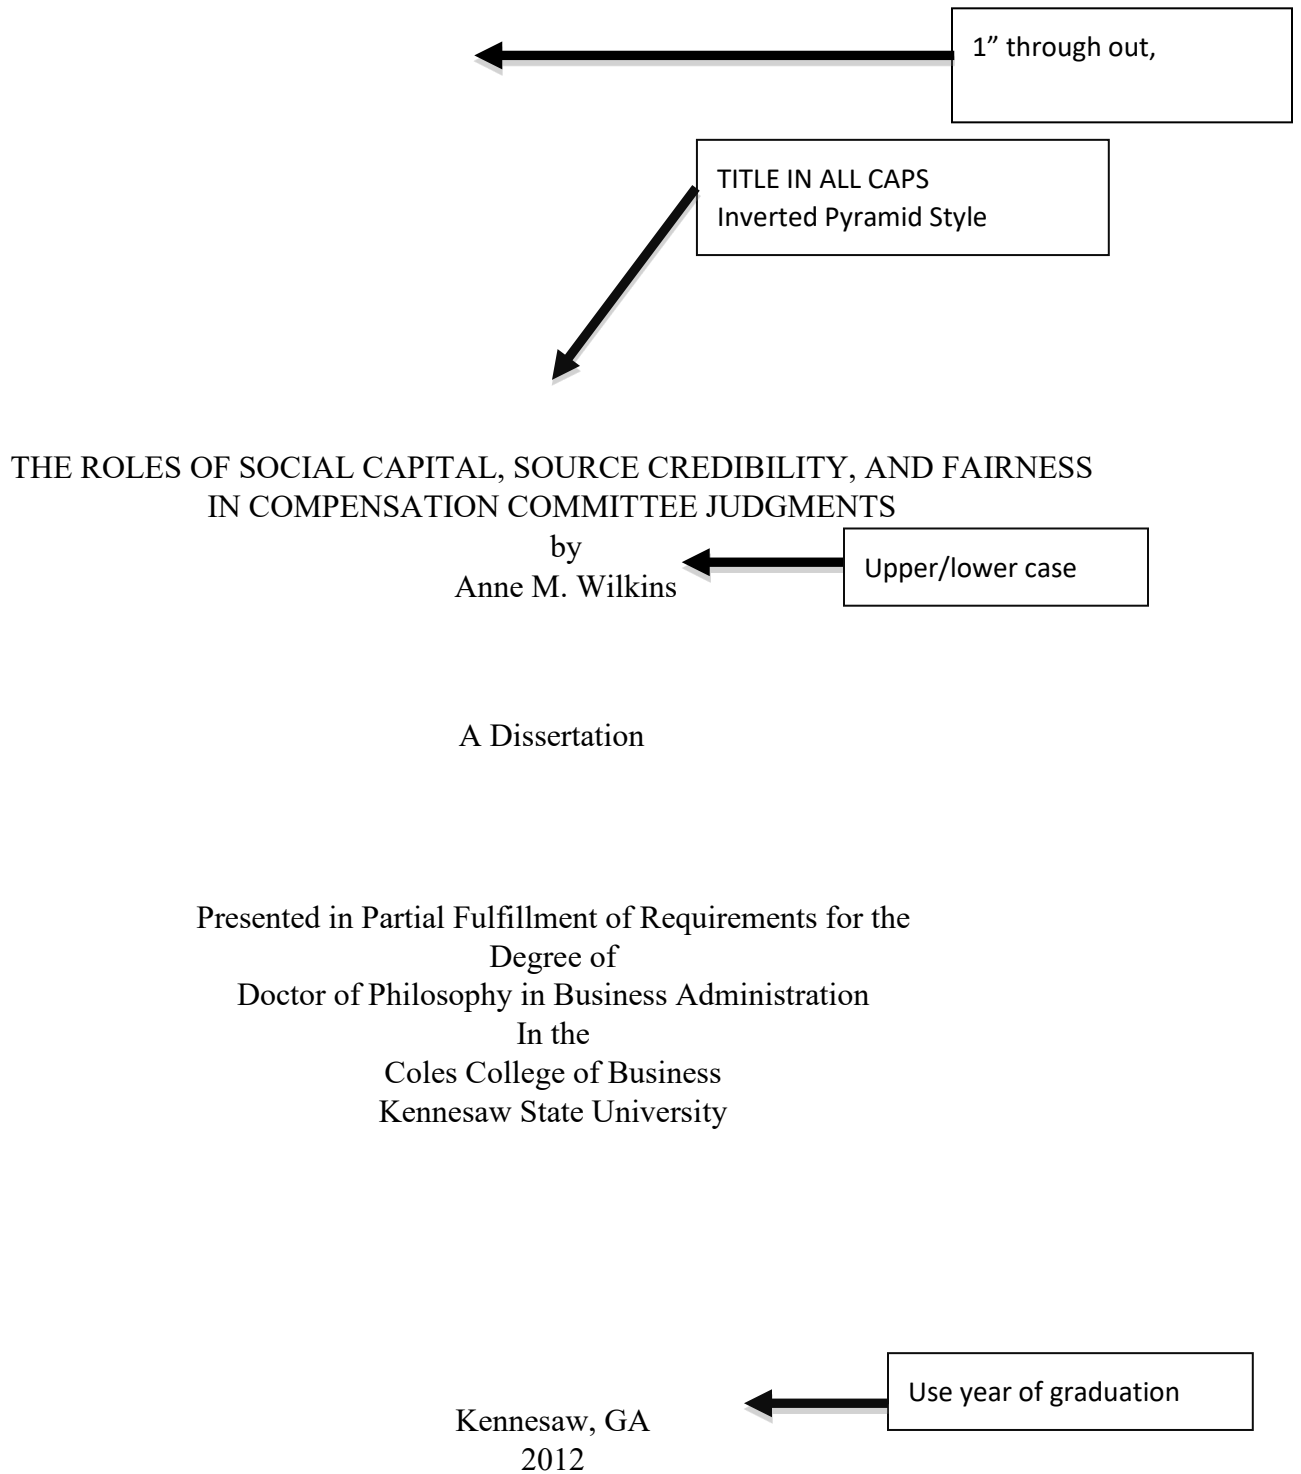 1” through out,
TITLE IN ALL CAPS
Inverted Pyramid Style
THE ROLES OF SOCIAL CAPITAL, SOURCE CREDIBILITY, AND FAIRNESS
IN COMPENSATION COMMITTEE JUDGMENTS
by
Upper/lower case
Anne M. Wilkins
A Dissertation
Presented in Partial Fulfillment of Requirements for the
Degree of
Doctor of Philosophy in Business Administration
In the
Coles College of Business
Kennesaw State University
Use year of graduation
Kennesaw, GA
2012